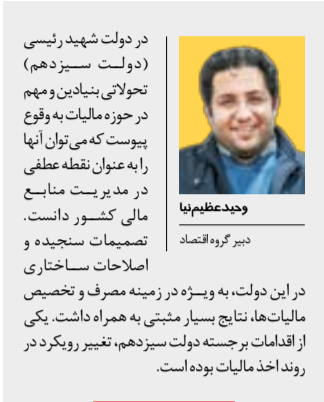 در دولت شهید رئیسی
(دولت سیزدهم)
تحولاتی بنیادین و مهم
در حوزه مالیات به وقوع
پیوست که می‌توان آنها
را به عنوان نقطه عطفی
در مدیریت منابع
مالی کشور دانست.
تصمیمات سنجیده و
اصلاحات ساختاری
وحید عظیم‌نیا
دبیر گروه اقتصاد
در این دولت، به ویژه در زمینه مصرف و تخصیص
مالیات‌ها، نتایج بسیار مثبتی به همراه داشت. یکی
از اقدامات برجسته دولت سیزدهم، تغییر رویکرد در
روند اخذ مالیات بوده است.